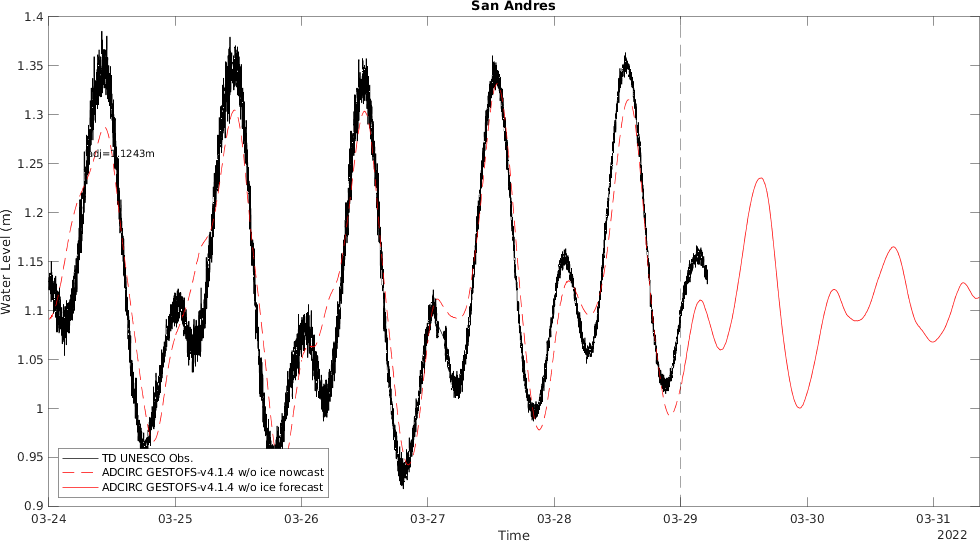 San Andres
1.4
1.35
1.3
1.25
1.2
1.15
1.1
1.05
1
0.95
0.9
Water Level (m)
adj=1.1243m
TD UNESCO Obs.
ADCIRC GESTOFS-v4.1.4 w/o ice nowcast
ADCIRC GESTOFS-v4.1.4 w/o ice forecast
03-24 03-25 03-26 03-27 03-28 03-29 03-30 03-31
Time
2022